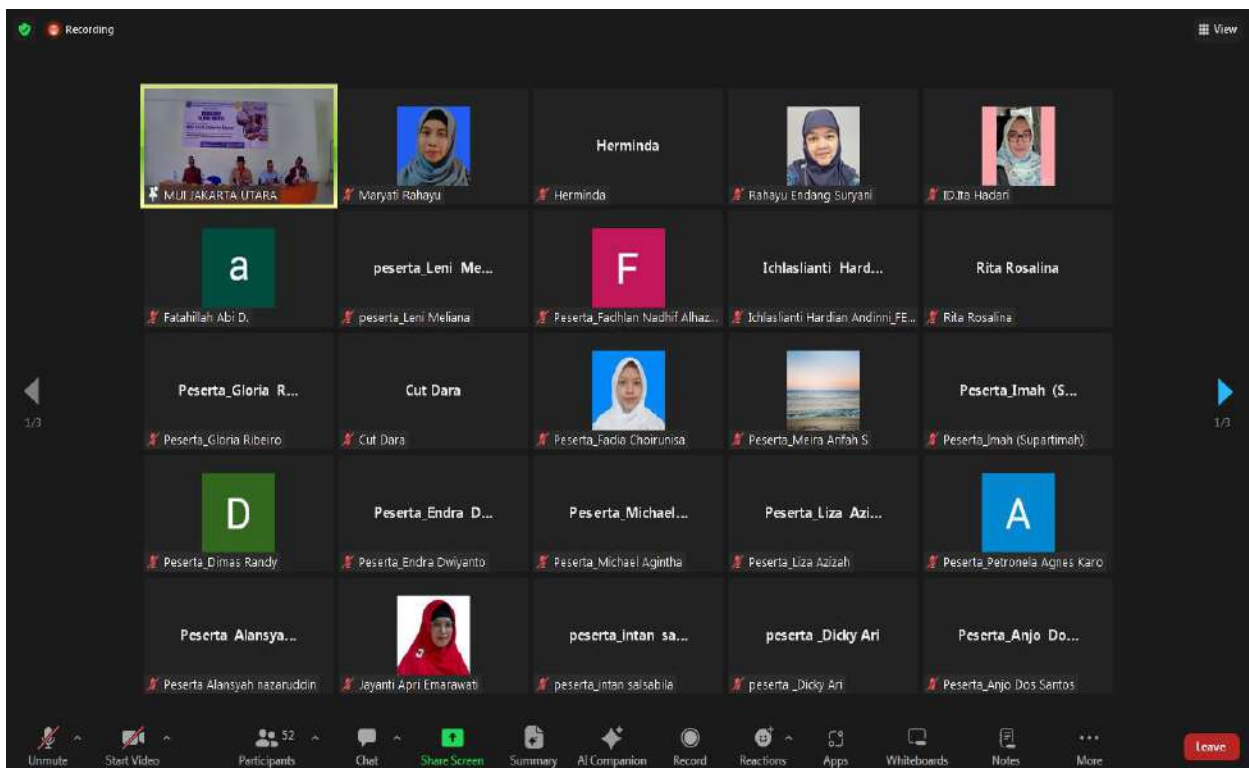 Recording
View
MUI JAKARTA UTARA
Maryati Rahayu
Herminda
Herminda
Rahayu Endang Suryani
ID.Ita Hadari
a
Fatahillah Abi D.
peserta_Leni Me...
peserta_Leni Meliana
F
Peserta_Fadhlan Nadhif Alhaz...
Ichlaslianti Hard...
Ichlaslianti Hardian Andinni_FE...
Rita Rosalina
Rita Rosalina
1/3
Peserta_Gloria R...
Peserta_Gloria Ribeiro
Cut Dara
Cut Dara
Peserta_Fadia Choirunisa
Peserta_Meira Arifah S
Peserta_Imah (S...
Peserta_Imah (Supartimah)
1/3
D
Peserta_Dimas Randy
Peserta_Endra D...
Peserta_Endra Dwiyanto
Peserta_Michael...
Peserta_Michael Agintha
Peserta_Liza Azi...
Peserta_Liza Azizah
A
Peserta_Petronela Agnes Karo
Peserta Alansya...
Peserta Alansyah nazaruddin
Jayanti Apri Emarawati
peserta_intan sa...
peserta_intan salsabila
peserta _Dicky Ari
peserta _Dicky Ari
Peserta_Anjo Do...
Peserta_Anjo Dos Santos
Unmute
Start Video
52
Participants
Chat
Share Screen
Summary
AI Companion
Record
Reactions
Apps
Whiteboards
Notes
More
Leave